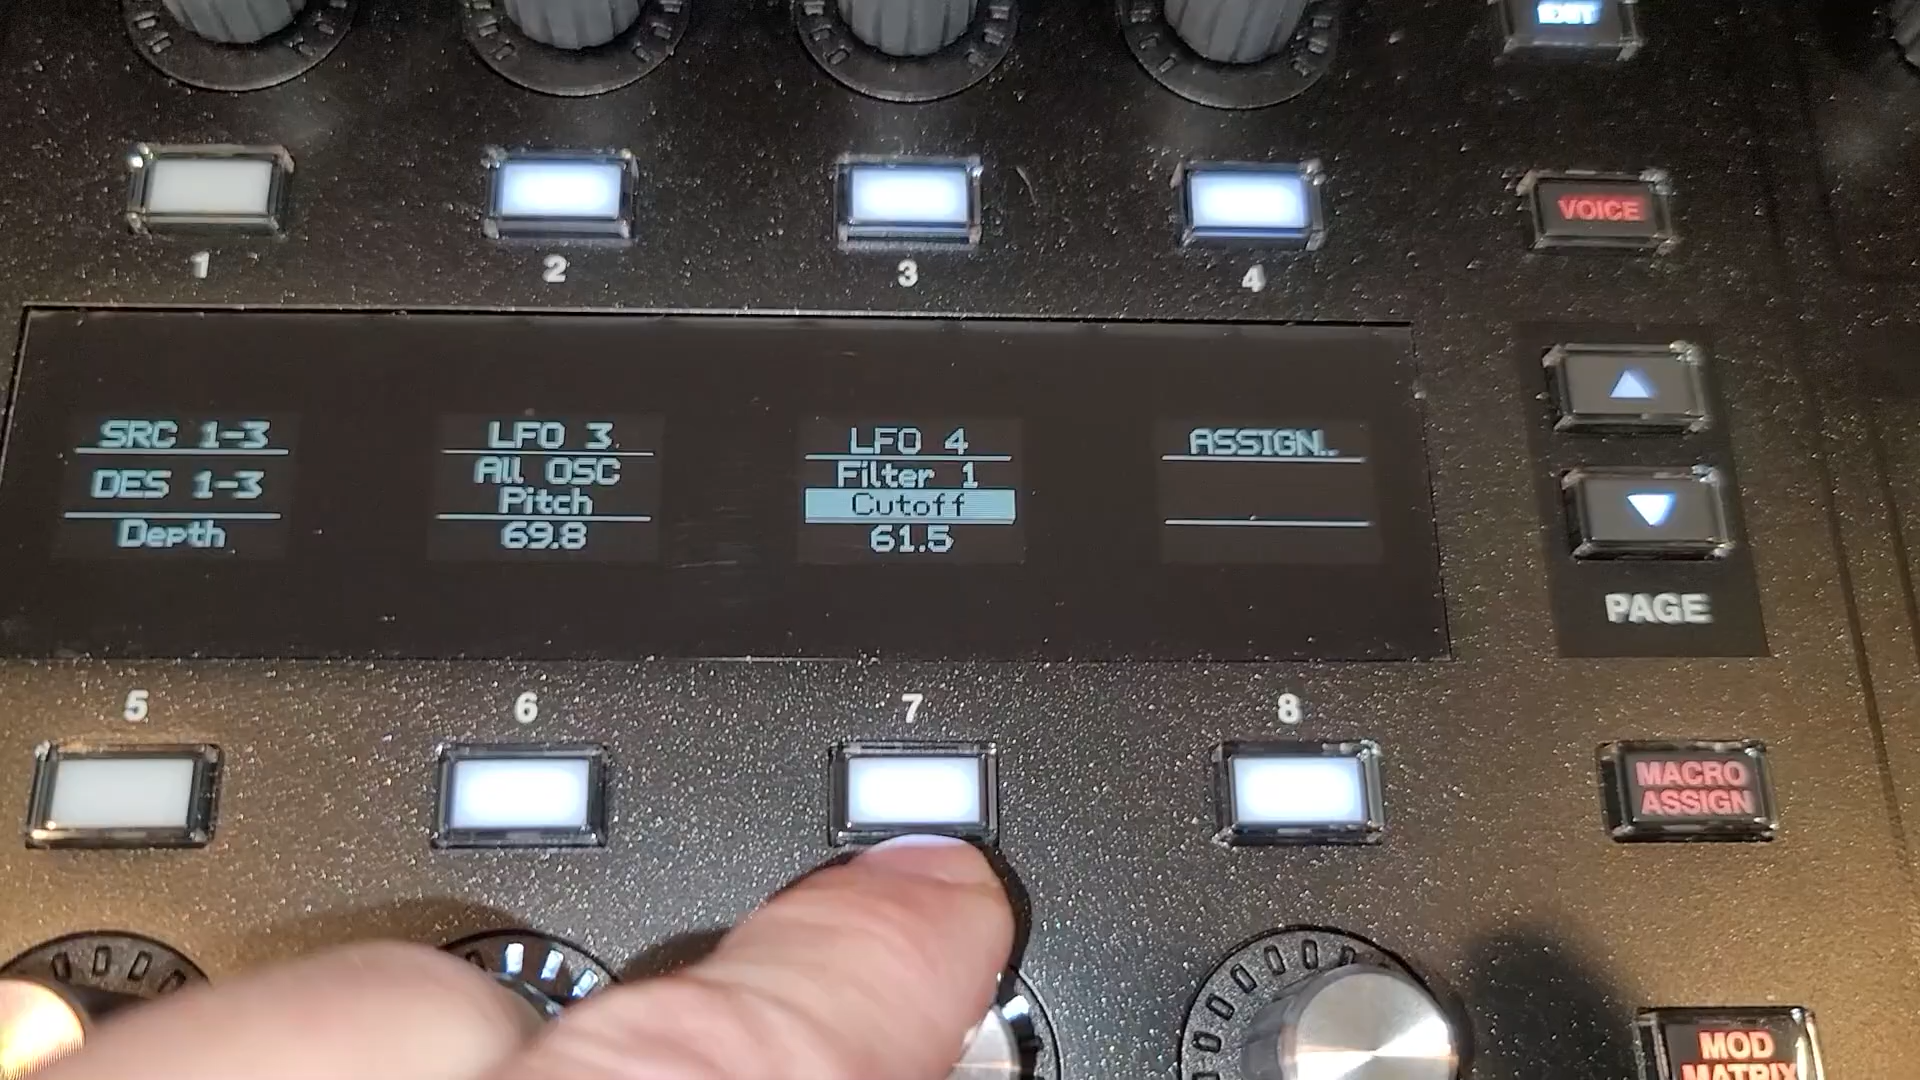 EXIT
1
2
3
4
VOICE
SRC 1-3
DES 1-3
Depth
LFO 3
All OSC
Pitch
69.8
LFO 4
Filter 1
Cutoff
61.5
ASSIGN..
PAGE
5
6
7
8
MACRO
ASSIGN
MOD
MATRIX